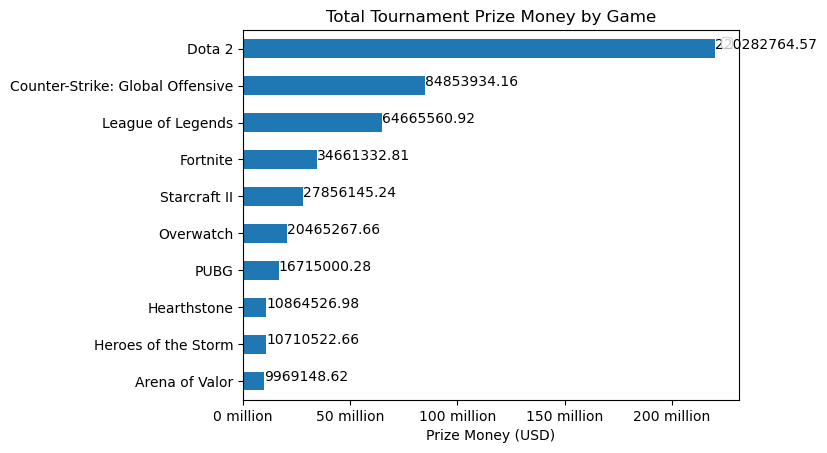 Total Tournament Prize Money by Game
Dota 2 220282764.57
Counter-Strike: Global Offensive 84853934.16
League of Legends 64665560.92
Fortnite 34661332.81
Starcraft II 27856145.24
Overwatch 20465267.66
PUBG 16715000.28
Hearthstone 10864526.98
Heroes of the Storm 10710522.66
Arena of Valor 9969148.62
0 million 50 million 100 million 150 million 200 million
Prize Money (USD)